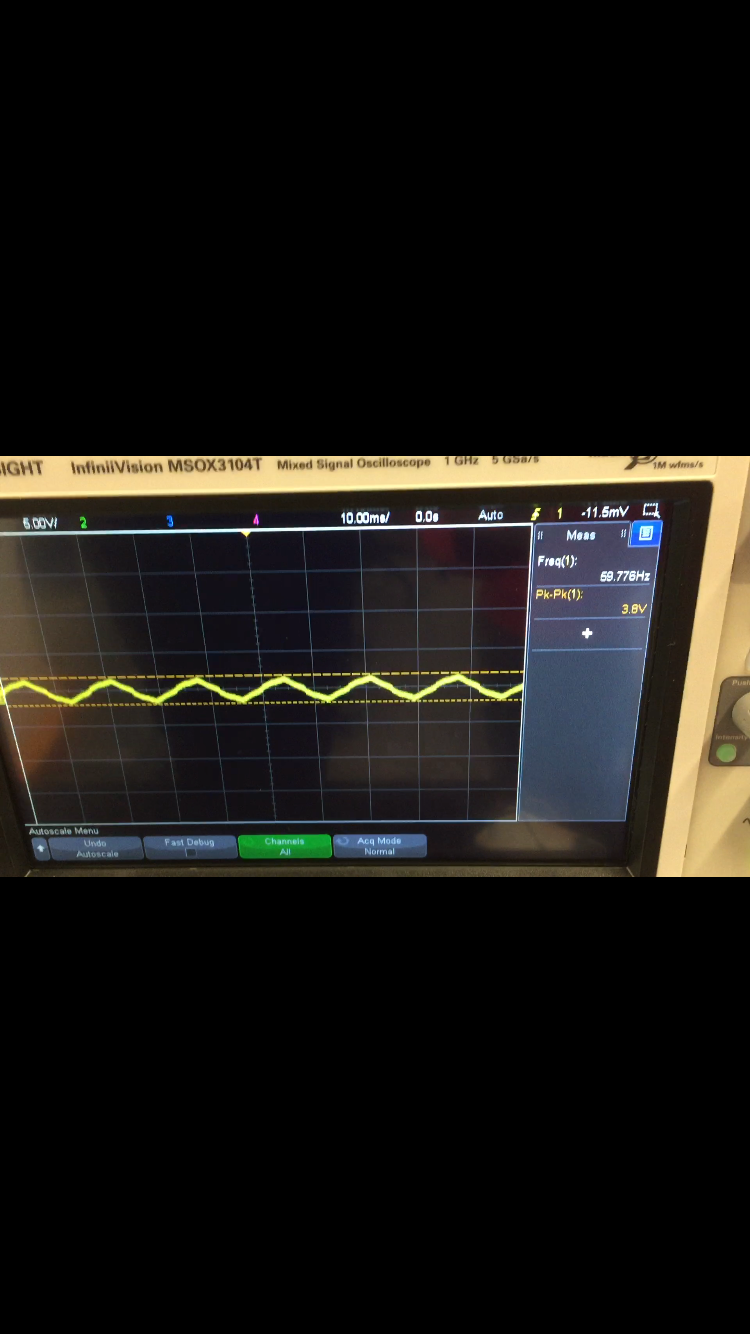 SIGHT InfiniiVision MSOX3104T Mixed Signal Oscilloscope 1 GHz 5 GSa/s
1M wfms/s
5.00V/ 2 3 4 10.00ms/ 0.0s Auto 1 -11.5mV
Meas
Freq(1):
59.776Hz
Pk-Pk(1):
3.8V
Autoscale Menu
Undo
Autoscale
Fast Debug
Channels
All
Acq Mode
Normal
Push
Intensity